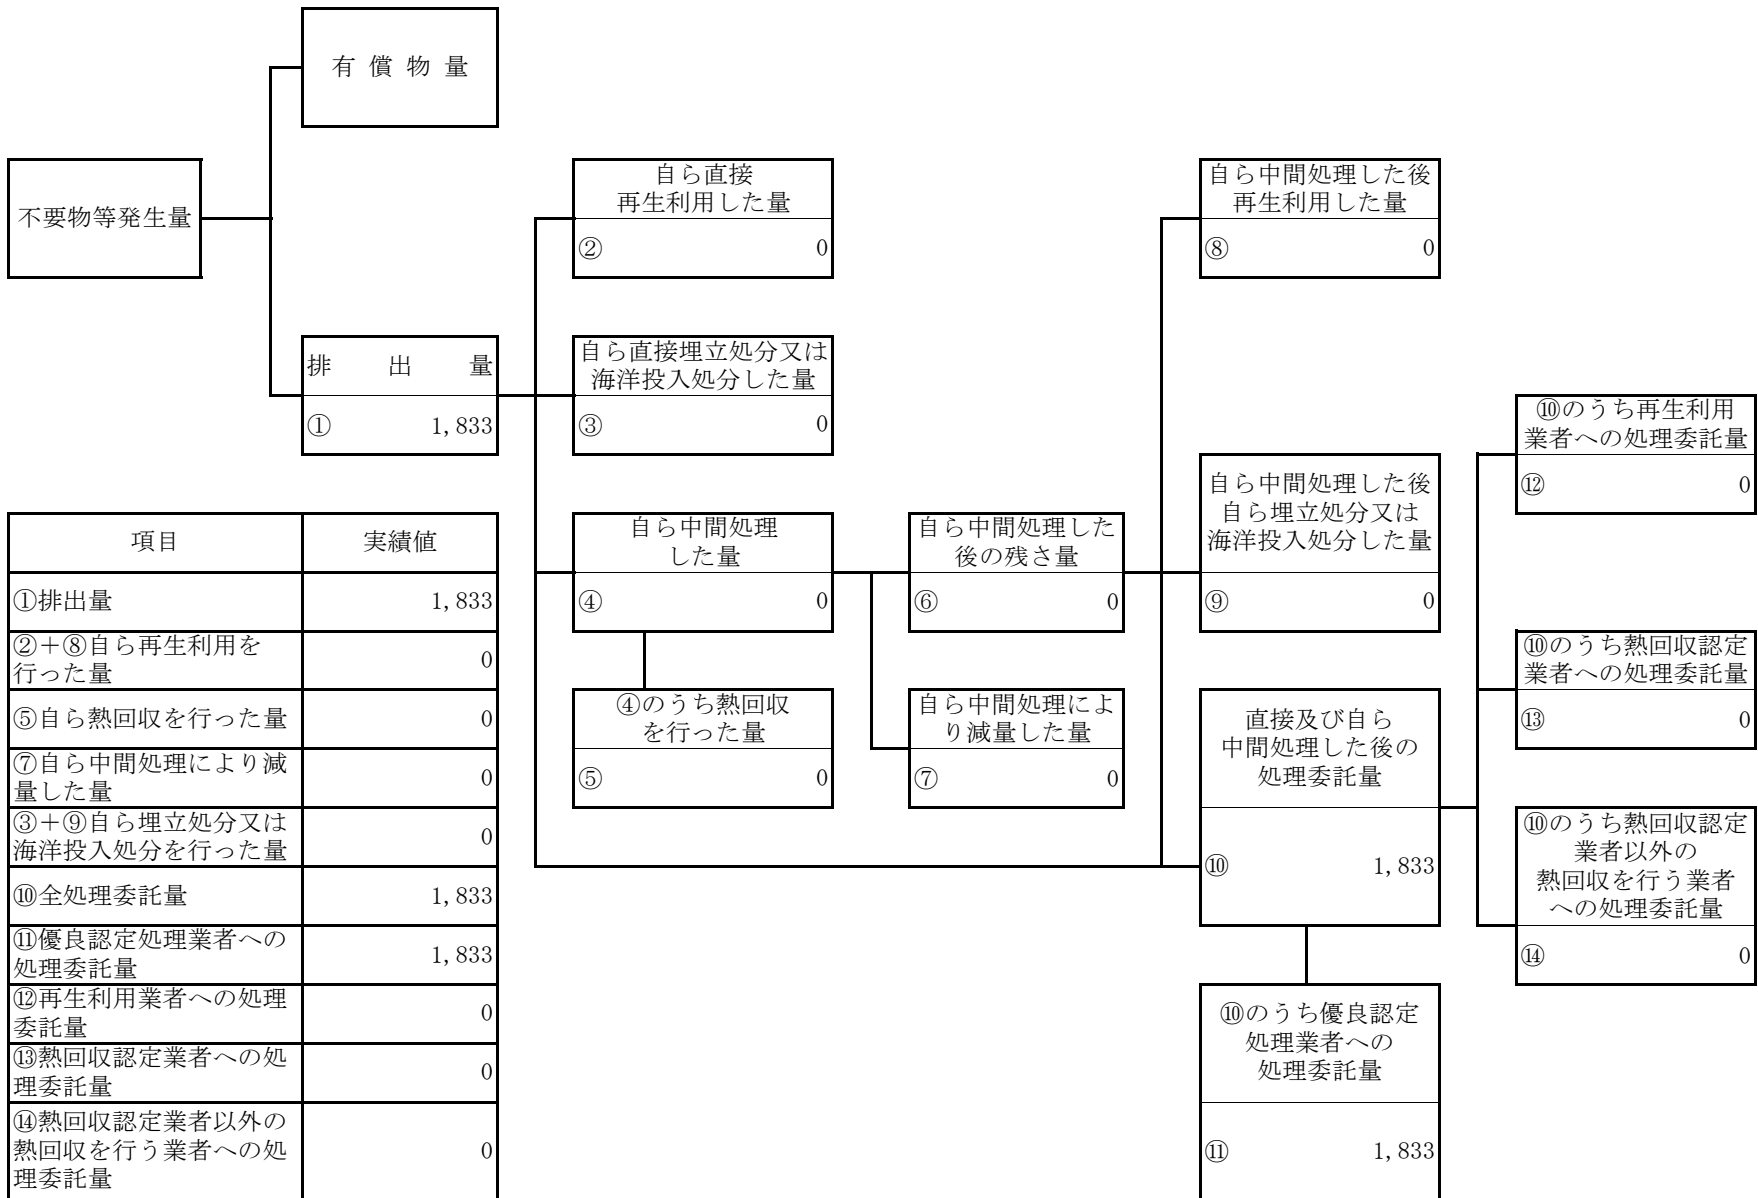 有 償 物 量
不要物等発生量
自ら直接
再生利用した量
② 0
自ら中間処理した後
再生利用した量
⑧ 0
排 出 量
① 1,833
自ら直接埋立処分又は
海洋投入処分した量
③ 0
⑩のうち再生利用
業者への処理委託量
⑫ 0
自ら中間処理
した量
④ 0
自ら中間処理した
後の残さ量
⑥ 0
自ら中間処理した後
自ら埋立処分又は
海洋投入処分した量
⑨ 0
⑩のうち熱回収認定
業者への処理委託量
⑬ 0
④のうち熱回収
を行った量
⑤ 0
自ら中間処理によ
り減量した量
⑦ 0
直接及び自ら
中間処理した後の
処理委託量
⑩ 1,833
⑩のうち熱回収認定
業者以外の
熱回収を行う業者
への処理委託量
⑭ 0
⑩のうち優良認定
処理業者への
処理委託量
⑪ 1,833
項目 実績値
①排出量 1,833
②＋⑧自ら再生利用を
行った量 0
⑤自ら熱回収を行った量 0
⑦自ら中間処理により減
量した量 0
③＋⑨自ら埋立処分又は
海洋投入処分を行った量 0
⑩全処理委託量 1,833
⑪優良認定処理業者への
処理委託量 1,833
⑫再生利用業者への処理
委託量 0
⑬熱回収認定業者への処
理委託量 0
⑭熱回収認定業者以外の
熱回収を行う業者への処 0
理委託量